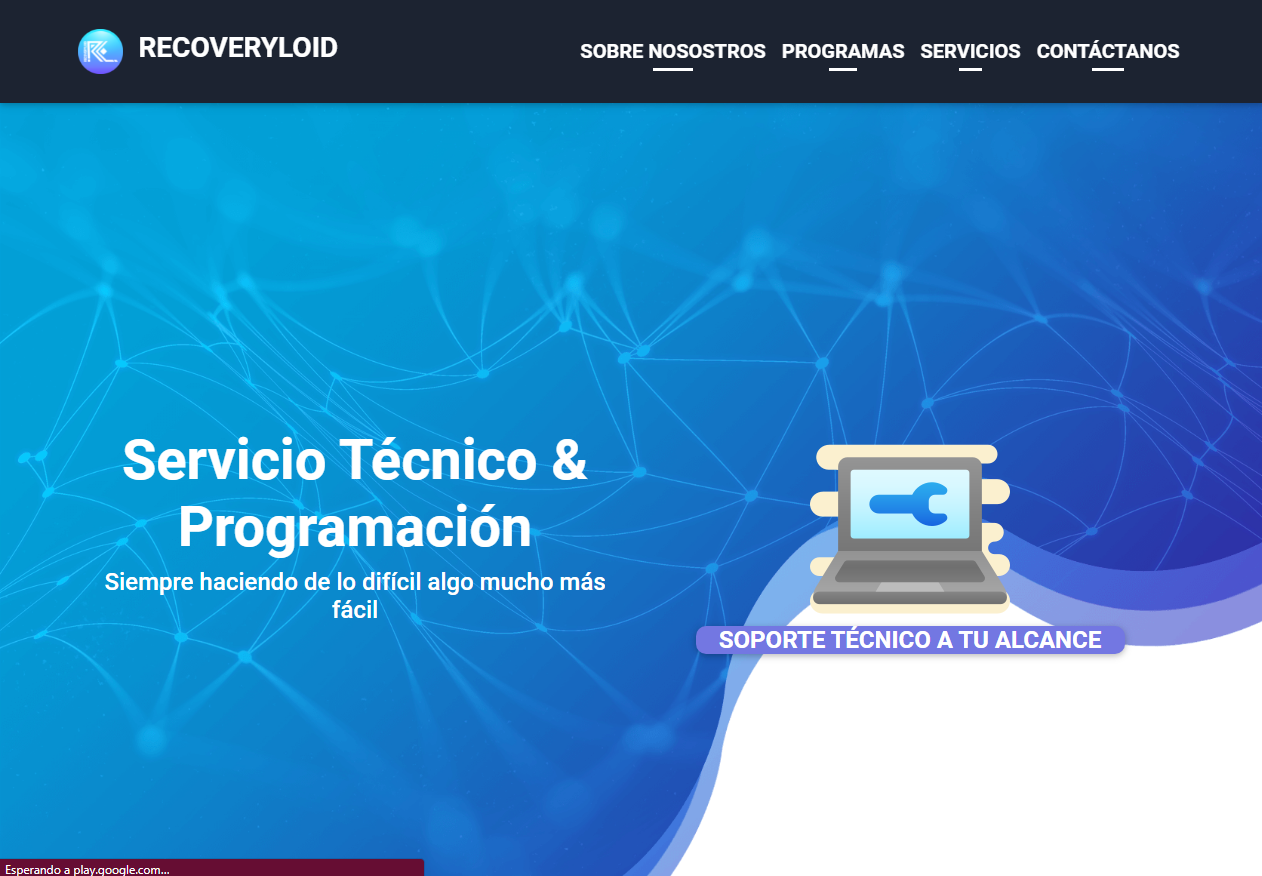 RECOVERYLOID
SOBRE NOSOSTROS PROGRAMAS SERVICIOS CONTÁCTANOS
Servicio Técnico &
Programación
Siempre haciendo de lo difícil algo mucho más
fácil
SOPORTE TÉCNICO A TU ALCANCE
Esperando a play.google.com...